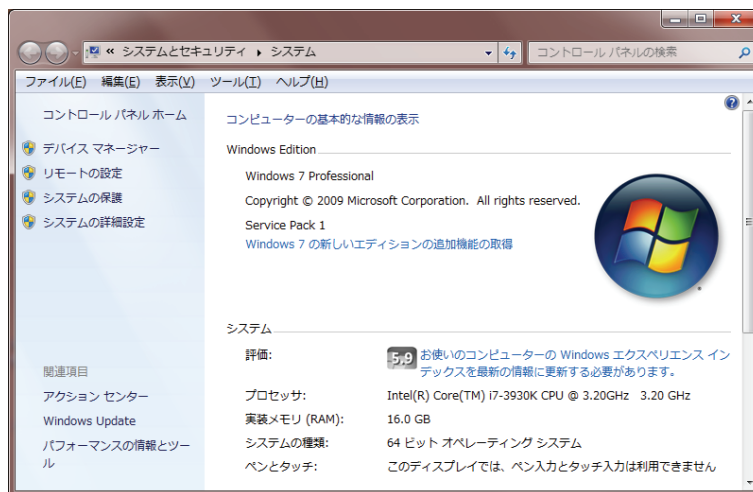 « システムとセキュリティ ▸ システム
コントロール パネルの検索
ファイル(F) 編集(E) 表示(V) ツール(T) ヘルプ(H)
コントロール パネル ホーム
デバイス マネージャー
リモートの設定
システムの保護
システムの詳細設定
関連項目
アクション センター
Windows Update
パフォーマンスの情報とツー
ル
コンピューターの基本的な情報の表示
Windows Edition
Windows 7 Professional
Copyright © 2009 Microsoft Corporation. All rights reserved.
Service Pack 1
Windows 7 の新しいエディションの追加機能の取得
システム
評価: 5.9 お使いのコンピューターの Windows エクスペリエンス イン
デックスを最新の情報に更新する必要があります。
プロセッサ: Intel(R) Core(TM) i7-3930K CPU @ 3.20GHz 3.20 GHz
実装メモリ (RAM): 16.0 GB
システムの種類: 64 ビット オペレーティング システム
ペンとタッチ: このディスプレイでは、ペン入力とタッチ入力は利用できません